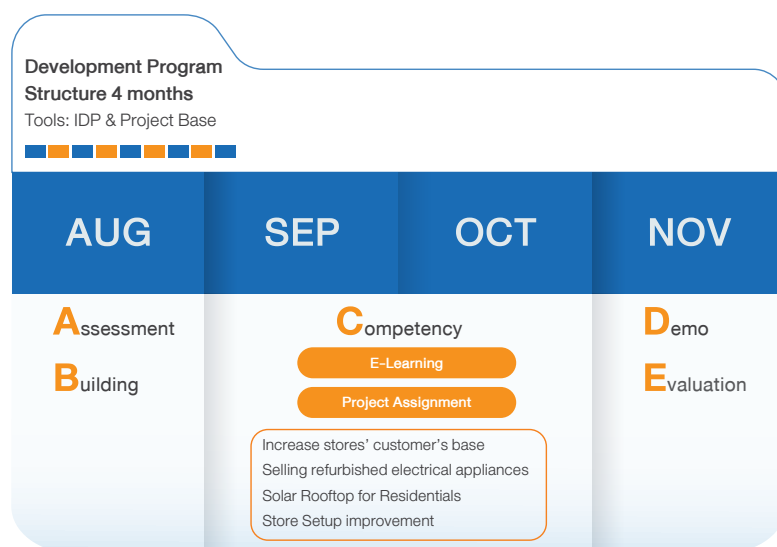 Development Program
Structure 4 months
Tools: IDP & Project Base
AUG
SEP
OCT
NOV
Assessment
Building
Competency
E-Learning
Project Assignment
Increase stores' customer's base
Selling refurbished electrical appliances
Solar Rooftop for Residentials
Store Setup improvement
Demo
Evaluation